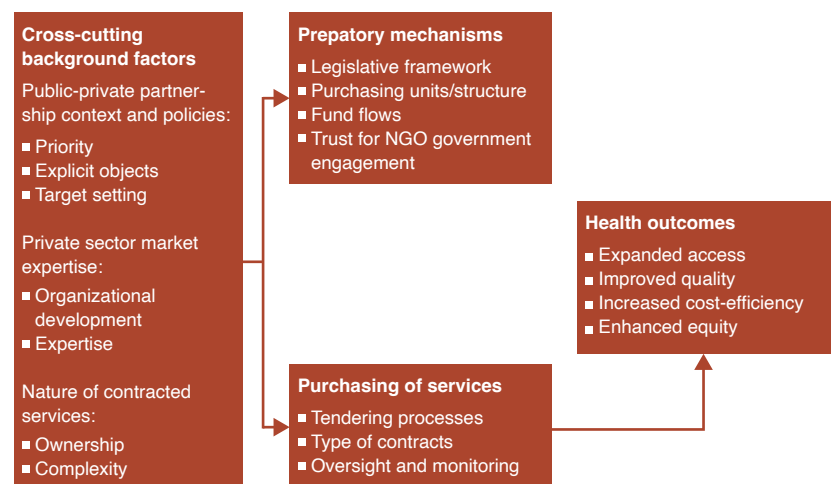 Cross-cutting
background factors
Public-private partner-
ship context and policies:
Priority
Explicit objects
Target setting
Private sector market
expertise:
Organizational
development
Expertise
Nature of contracted
services:
Ownership
Complexity
Prepatory mechanisms
Legislative framework
Purchasing units/structure
Fund flows
Trust for NGO government
engagement
Purchasing of services
Tendering processes
Type of contracts
Oversight and monitoring
Health outcomes
Expanded access
Improved quality
Increased cost-efficiency
Enhanced equity